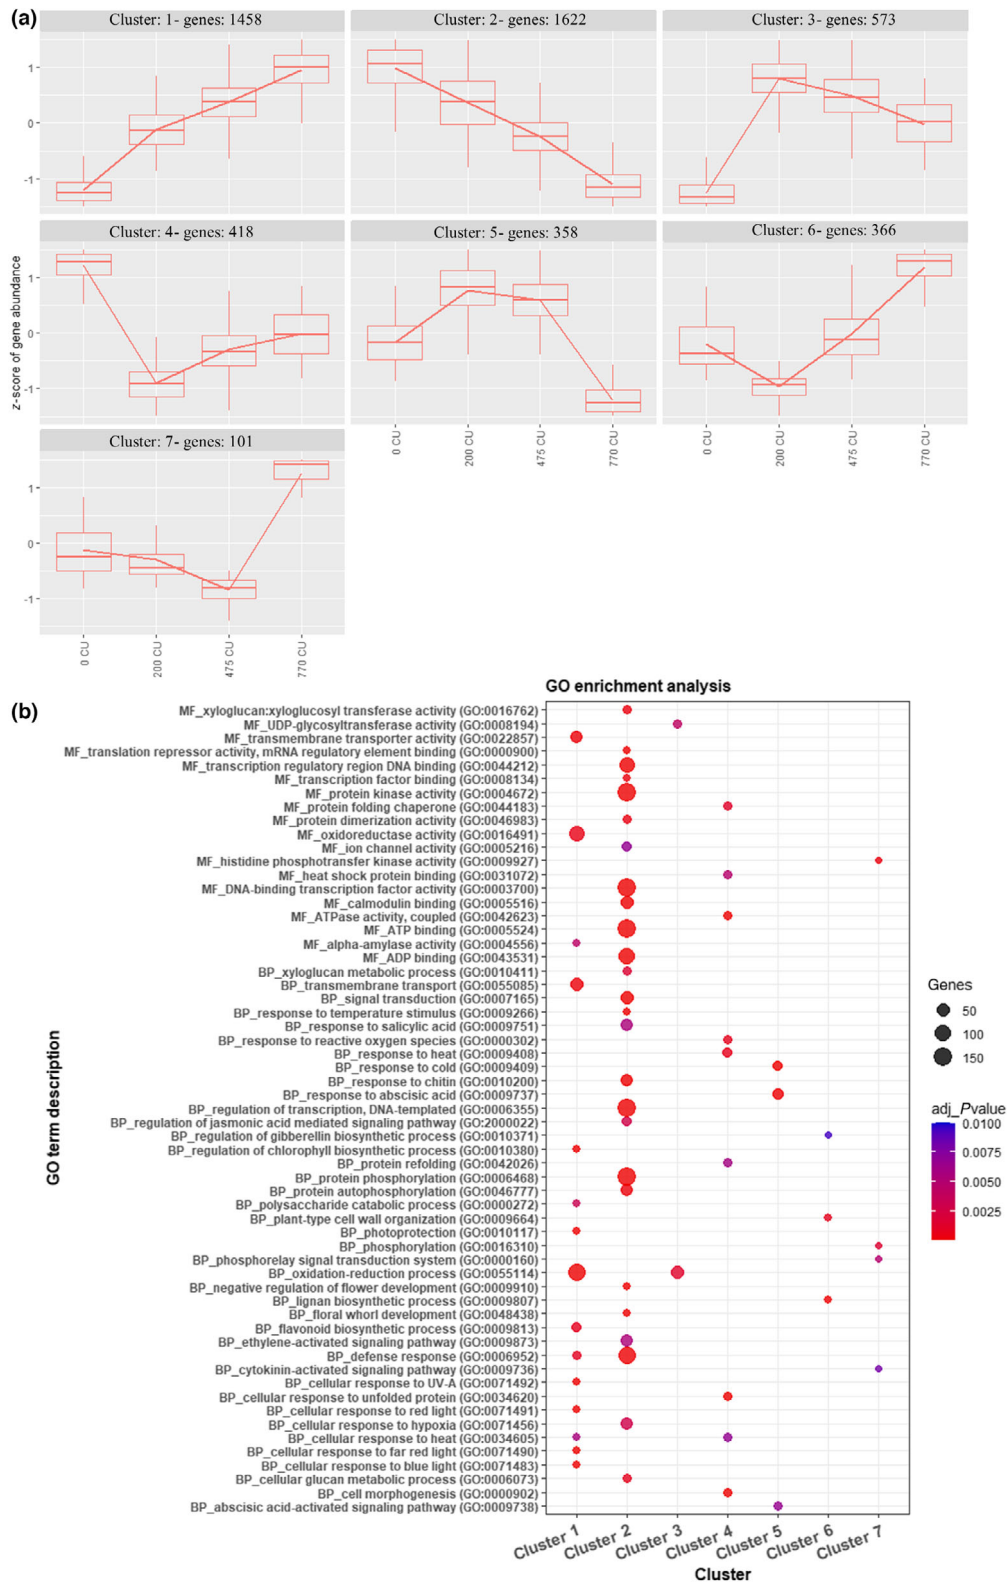 (a)
Cluster: 1- genes: 1458
Cluster: 2- genes: 1622
Cluster: 3- genes: 573
1
0
-1
Cluster: 4- genes: 418
Cluster: 5- genes: 358
Cluster: 6- genes: 366
z-score of gene abundance
1
0
-1
Cluster: 7- genes: 101
0 CU
200 CU
475 CU
770 CU
0 CU
200 CU
475 CU
770 CU
1
0
-1
0 CU
200 CU
475 CU
770 CU
(b)
GO enrichment analysis
GO term description
MF_xyloglucan:xyloglucosyl transferase activity (GO:0016762)
MF_UDP-glycosyltransferase activity (GO:0008194)
MF_transmembrane transporter activity (GO:0022857)
MF_translation repressor activity, mRNA regulatory element binding (GO:0000900)
MF_transcription regulatory region DNA binding (GO:0044212)
MF_transcription factor binding (GO:0008134)
MF_protein kinase activity (GO:0004672)
MF_protein folding chaperone (GO:0044183)
MF_protein dimerization activity (GO:0046983)
MF_oxidoreductase activity (GO:0016491)
MF_ion channel activity (GO:0005216)
MF_histidine phosphotransfer kinase activity (GO:0009927)
MF_heat shock protein binding (GO:0031072)
MF_DNA-binding transcription factor activity (GO:0003700)
MF_calmodulin binding (GO:0005516)
MF_ATPase activity, coupled (GO:0042623)
MF_ATP binding (GO:0005524)
MF_alpha-amylase activity (GO:0004556)
MF_ADP binding (GO:0043531)
BP_xyloglucan metabolic process (GO:0010411)
BP_transmembrane transport (GO:0055085)
BP_signal transduction (GO:0007165)
BP_response to temperature stimulus (GO:0009266)
BP_response to salicylic acid (GO:0009751)
BP_response to reactive oxygen species (GO:0000302)
BP_response to heat (GO:0009408)
BP_response to cold (GO:0009409)
BP_response to chitin (GO:0010200)
BP_response to abscisic acid (GO:0009737)
BP_regulation of transcription, DNA-templated (GO:0006355)
BP_regulation of jasmonic acid mediated signaling pathway (GO:2000022)
BP_regulation of gibberellin biosynthetic process (GO:0010371)
BP_regulation of chlorophyll biosynthetic process (GO:0010380)
BP_protein refolding (GO:0042026)
BP_protein phosphorylation (GO:0006468)
BP_protein autophosphorylation (GO:0046777)
BP_polysaccharide catabolic process (GO:0000272)
BP_plant-type cell wall organization (GO:0009664)
BP_photoprotection (GO:0010117)
BP_phosphorylation (GO:0016310)
BP_phosphorelay signal transduction system (GO:0000160)
BP_oxidation-reduction process (GO:0055114)
BP_negative regulation of flower development (GO:0009910)
BP_lignan biosynthetic process (GO:0009807)
BP_floral whorl development (GO:0048438)
BP_flavonoid biosynthetic process (GO:0009813)
BP_ethylene-activated signaling pathway (GO:0009873)
BP_defense response (GO:0006952)
BP_cytokinin-activated signaling pathway (GO:0009736)
BP_cellular response to UV-A (GO:0071492)
BP_cellular response to unfolded protein (GO:0034620)
BP_cellular response to red light (GO:0071491)
BP_cellular response to hypoxia (GO:0071456)
BP_cellular response to heat (GO:0034605)
BP_cellular response to far red light (GO:0071490)
BP_cellular response to blue light (GO:0071483)
BP_cellular glucan metabolic process (GO:0006073)
BP_cell morphogenesis (GO:0000902)
BP_abscisic acid-activated signaling pathway (GO:0009738)
Cluster 1
Cluster 2
Cluster 3
Cluster 4
Cluster 5
Cluster 6
Cluster 7
Cluster
Genes
50
100
150
adj_Pvalue
0.0100
0.0075
0.0050
0.0025